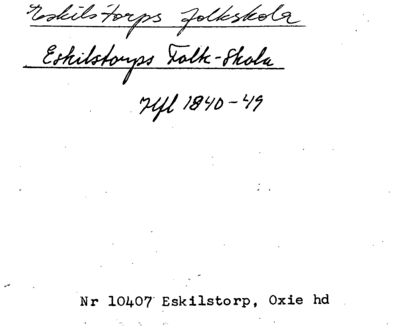 Eskilstorps folkskola
Eskilstorps Folk-Skola
Hfl 1840-49
Nr 10407 Eskilstorp, Oxie hd